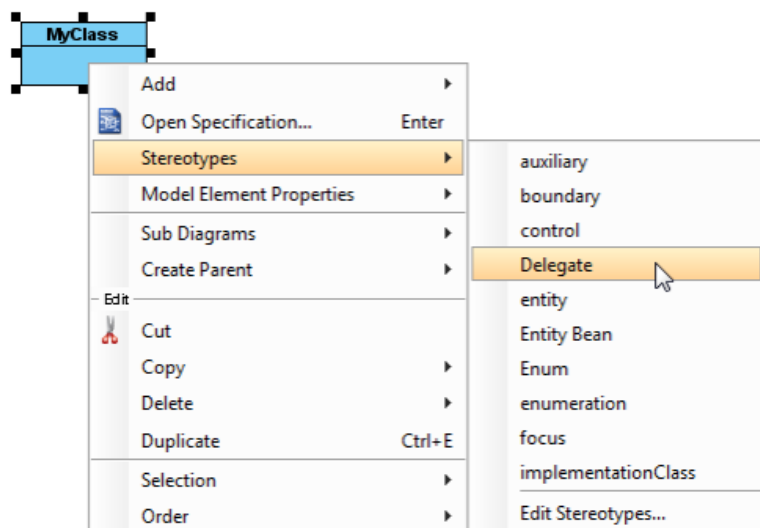 MyClass
Add
Open Specification... Enter
Stereotypes
Model Element Properties
Sub Diagrams
Create Parent
Edit
Cut
Copy
Delete
Duplicate Ctrl+E
Selection
Order
auxiliary
boundary
control
Delegate
entity
Entity Bean
Enum
enumeration
focus
implementationClass
Edit Stereotypes...